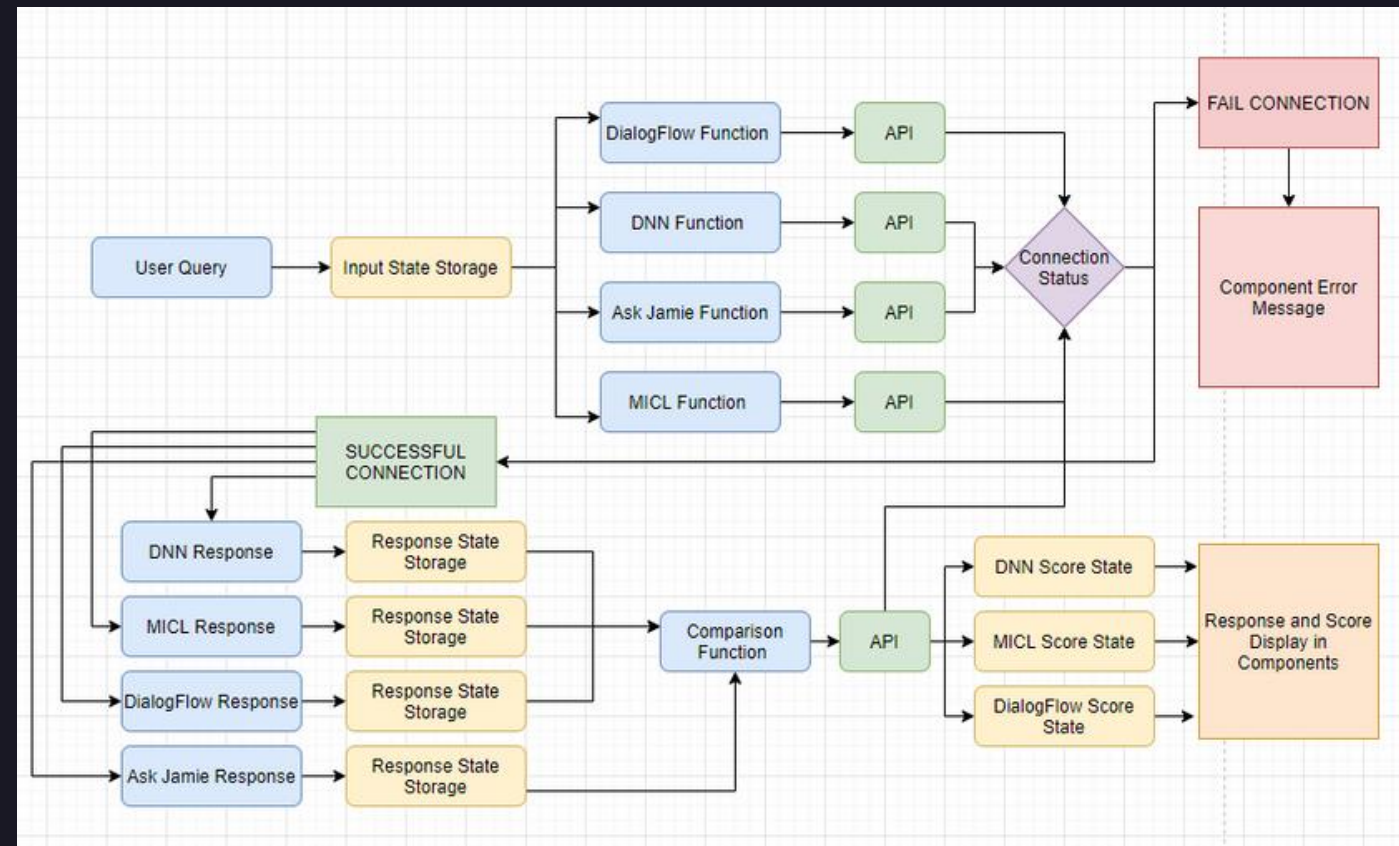 FAIL CONNECTION
DialogFlow Function
API
DNN Function
API
User Query
Input State Storage
Connection
Status
Component Error
Message
Ask Jamie Function
API
MICL Function
API
SUCCESSFUL
CONNECTION
DNN Response
Response State
Storage
DNN Score State
MICL Response
Response State
Storage
Comparison
Function
API
MICL Score State
Response and Score
Display in
Components
DialogFlow Response
Response State
Storage
DialogFlow Score
State
Ask Jamie Response
Response State
Storage